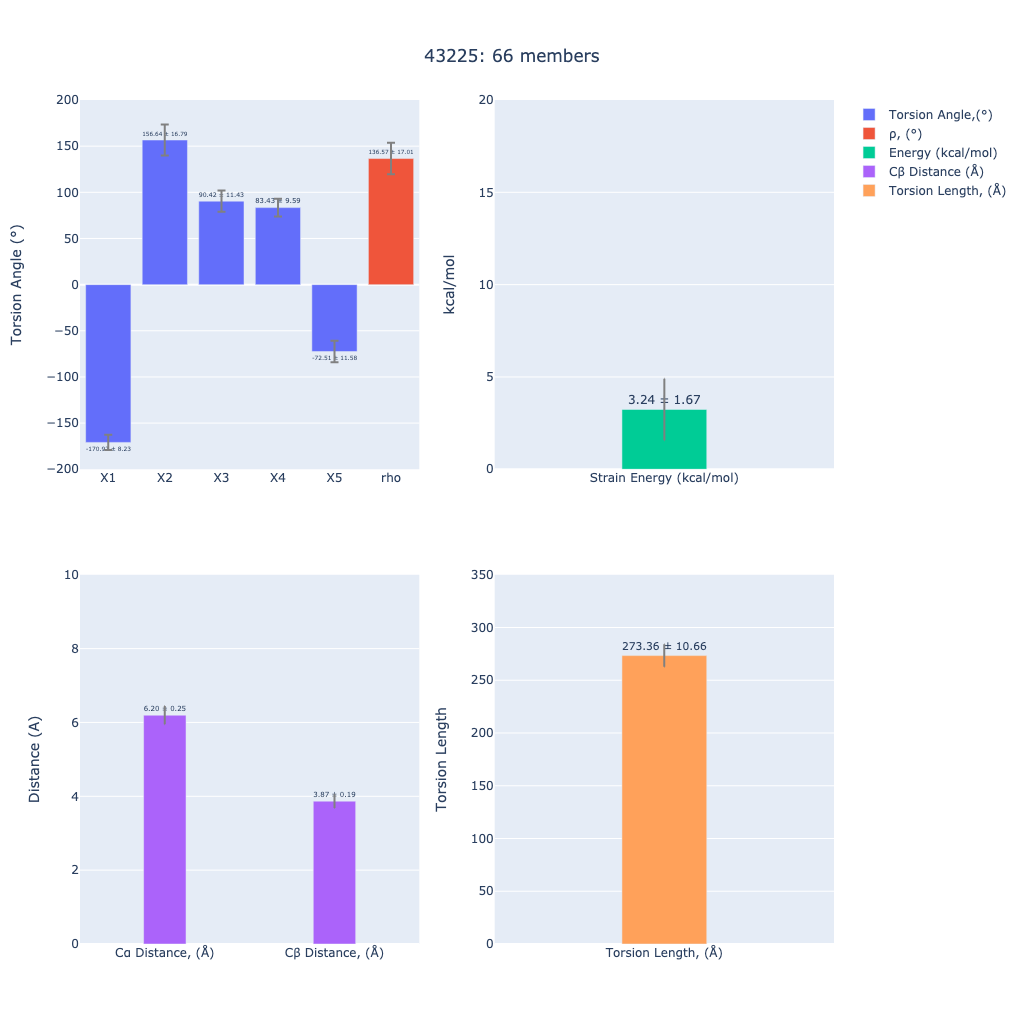 43225: 66 members
Torsion Angle (°)
200
150
100
50
0
−50
−100
−150
−200
156.64 ± 16.79
90.42 ± 11.43
83.43 ± 9.59
136.57 ± 17.01
-72.51 ± 11.58
± 8.23
X1 X2 X3 X4 X5 rho
kcal/mol
20
15
10
5
0
3.24 ± 1.67
Strain Energy (kcal/mol)
Torsion Angle,(°)
ρ, (°)
Energy (kcal/mol)
Cβ Distance (Å)
Torsion Length, (Å)
Distance (A)
10
8
6
4
2
0
6.20 ± 0.25
3.87 ± 0.19
Cα Distance, (Å) Cβ Distance, (Å)
Torsion Length
350
300
250
200
150
100
50
0
273.36 ± 10.66
Torsion Length, (Å)